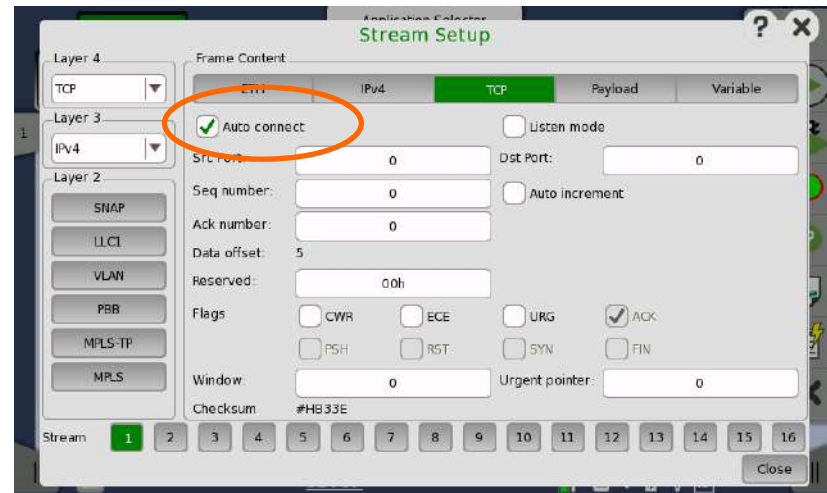 Application Selector
Stream Setup
? X
Layer 4
Frame Content
TCP
ETH IPv4 TCP Payload Variable
Layer 3
Auto connect
Listen mode
1
IPv4
Src Port:
0
Dst Port:
0
Layer 2
Seq number:
0
Auto increment
SNAP
Ack number:
0
LLC1
Data offset: 5
VLAN
Reserved:
00h
PBB
Flags
CWR ECE URG ACK
MPLS-TP
PSH RST SYN FIN
MPLS
Window:
0
Urgent pointer:
0
Checksum #HB33E
Stream 1 2 3 4 5 6 7 8 9 10 11 12 13 14 15 16
Close